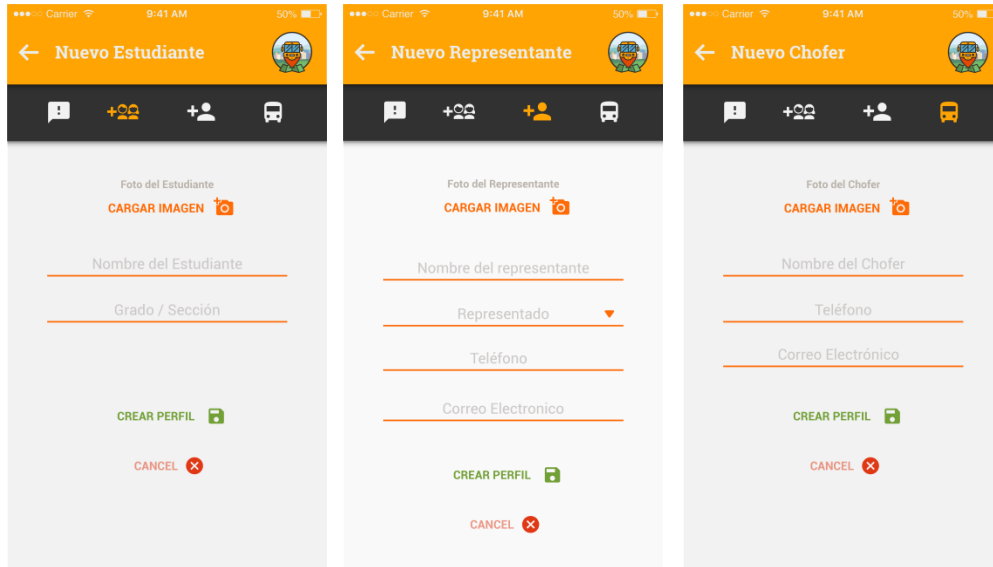 Carrier 9:41 AM 50%
Nuevo Estudiante
Foto del Estudiante
CARGAR IMAGEN
Nombre del Estudiante
Grado / Sección
CREAR PERFIL
CANCEL
Carrier 9:41 AM 50%
Nuevo Representante
Foto del Representante
CARGAR IMAGEN
Nombre del representante
Representado
Teléfono
Correo Electronico
CREAR PERFIL
CANCEL
Carrier 9:41 AM 50%
Nuevo Chofer
Foto del Chofer
CARGAR IMAGEN
Nombre del Chofer
Teléfono
Correo Electrónico
CREAR PERFIL
CANCEL